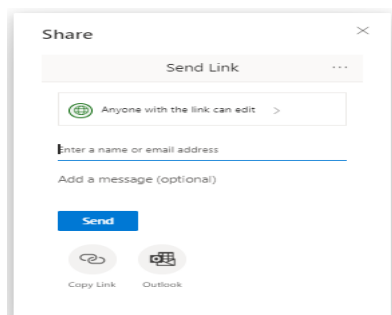 Share
Send Link
Anyone with the link can edit
Enter a name or email address
Add a message (optional)
Send
Copy Link Outlook